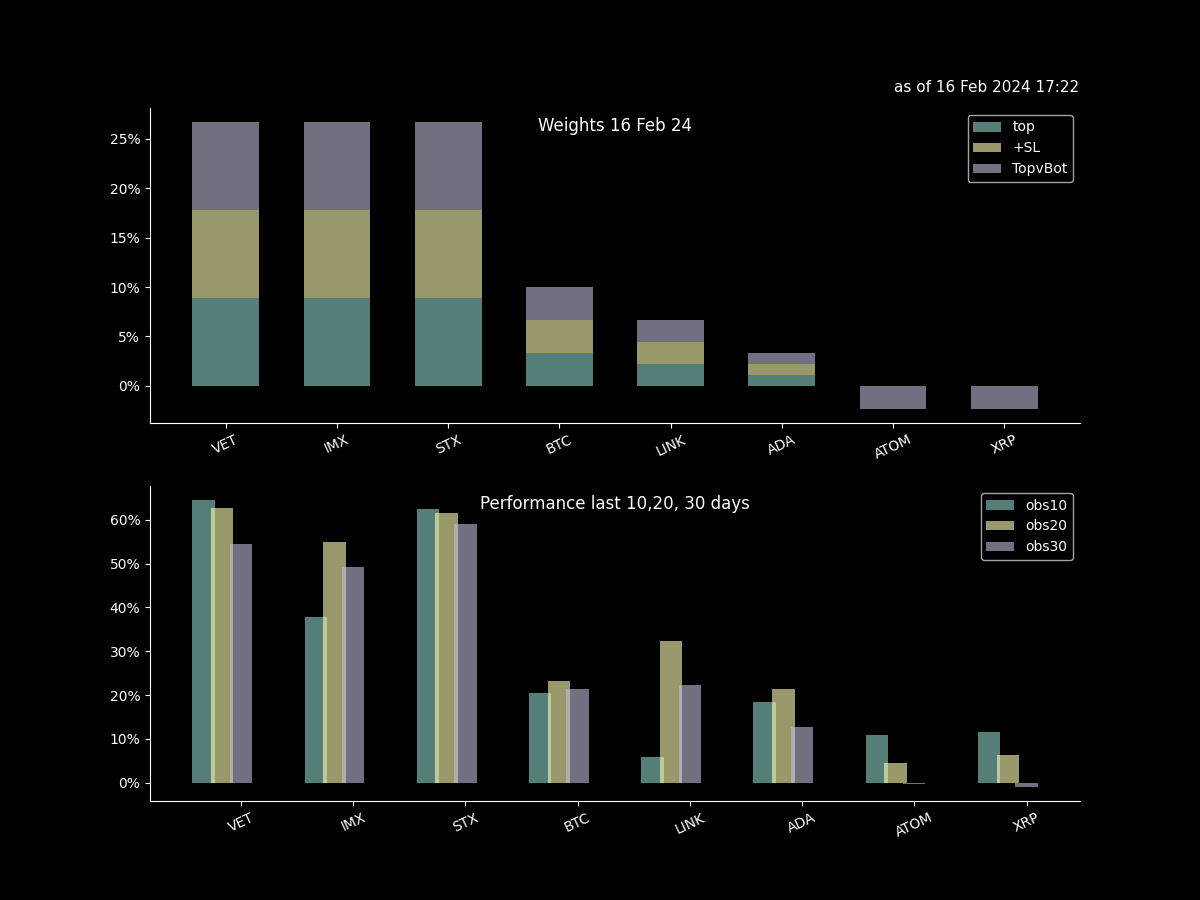 as of 16 Feb 2024 17:22
Weights 16 Feb 24
top
+SL
TopvBot
25%
20%
15%
10%
5%
0%
VET IMX STX BTC LINK ADA ATOM XRP
Performance last 10,20, 30 days
obs10
obs20
obs30
60%
50%
40%
30%
20%
10%
0%
VET IMX STX BTC LINK ADA ATOM XRP